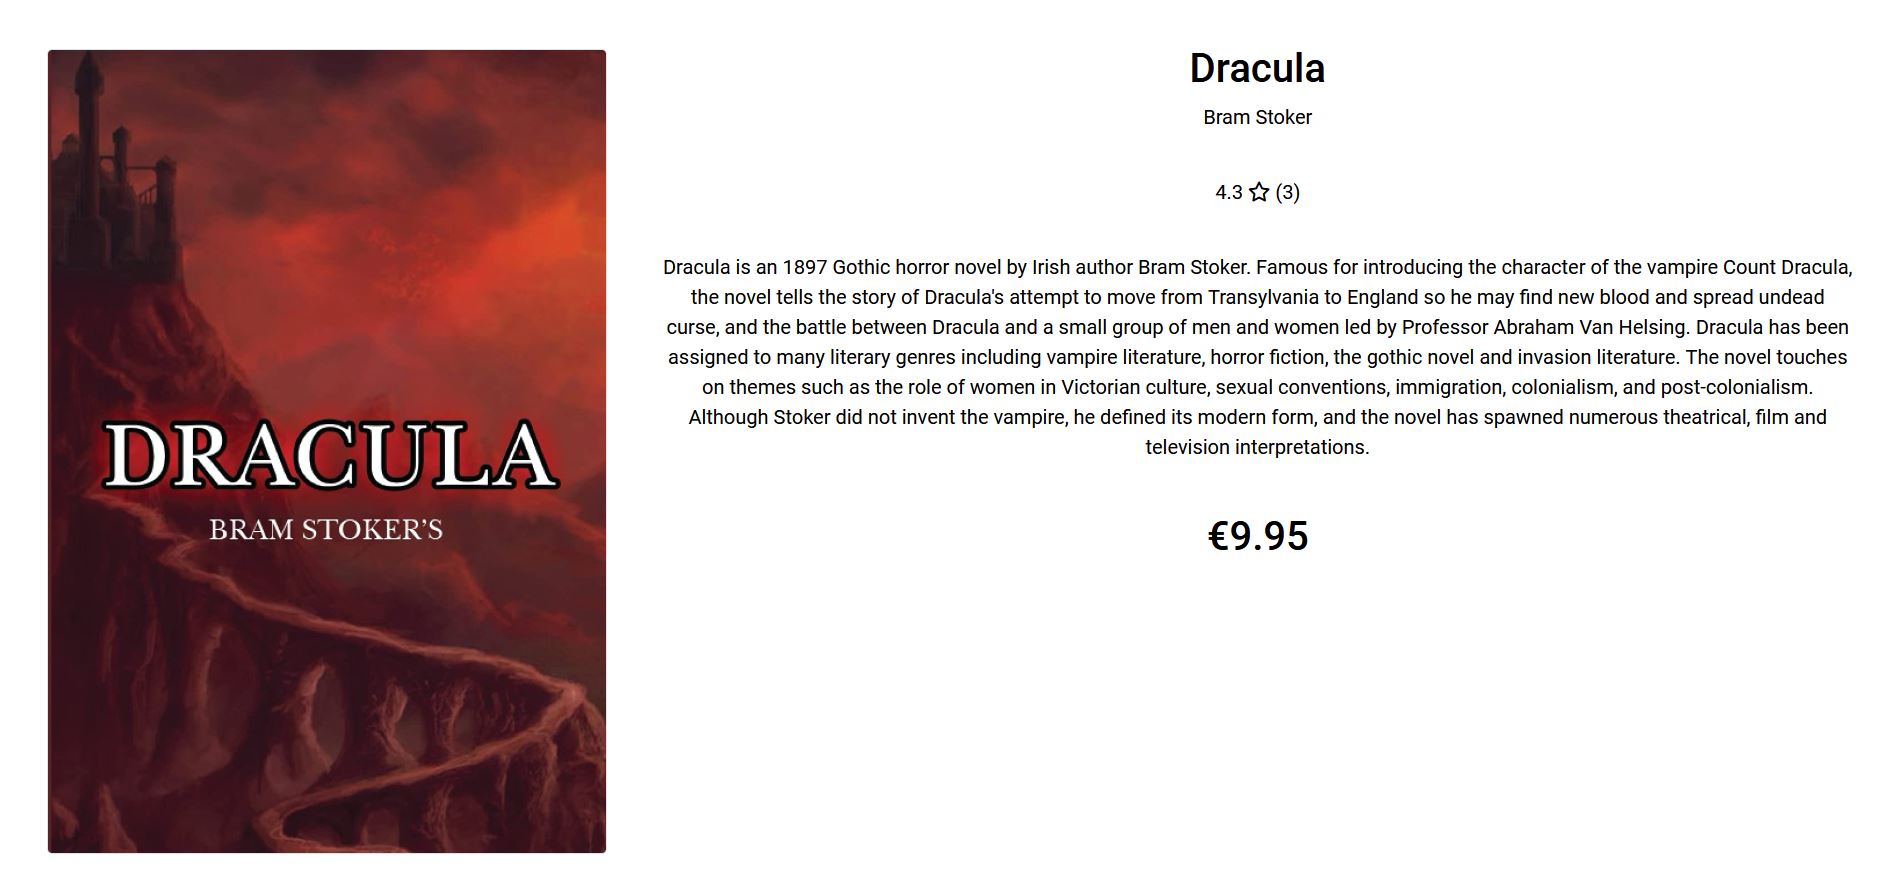 DRACULA
BRAM STOKER'S
Dracula
Bram Stoker
4.3 ☆ (3)
Dracula is an 1897 Gothic horror novel by Irish author Bram Stoker. Famous for introducing the character of the vampire Count Dracula,
the novel tells the story of Dracula's attempt to move from Transylvania to England so he may find new blood and spread undead
curse, and the battle between Dracula and a small group of men and women led by Professor Abraham Van Helsing. Dracula has been
assigned to many literary genres including vampire literature, horror fiction, the gothic novel and invasion literature. The novel touches
on themes such as the role of women in Victorian culture, sexual conventions, immigration, colonialism, and post-colonialism.
Although Stoker did not invent the vampire, he defined its modern form, and the novel has spawned numerous theatrical, film and
television interpretations.
€9.95